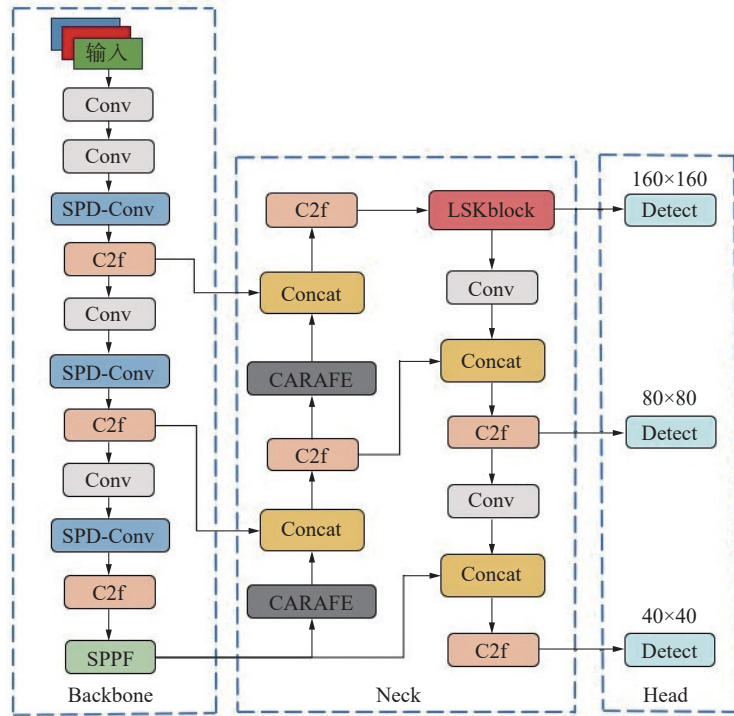 输入
Conv
Conv
SPD-Conv
C2f
Conv
SPD-Conv
C2f
Conv
SPD-Conv
C2f
SPPF
Backbone
C2f
Concat
CARAFE
C2f
Concat
CARAFE
LSKblock
Conv
Concat
C2f
Conv
Concat
C2f
Neck
160×160
Detect
80×80
Detect
40×40
Detect
Head